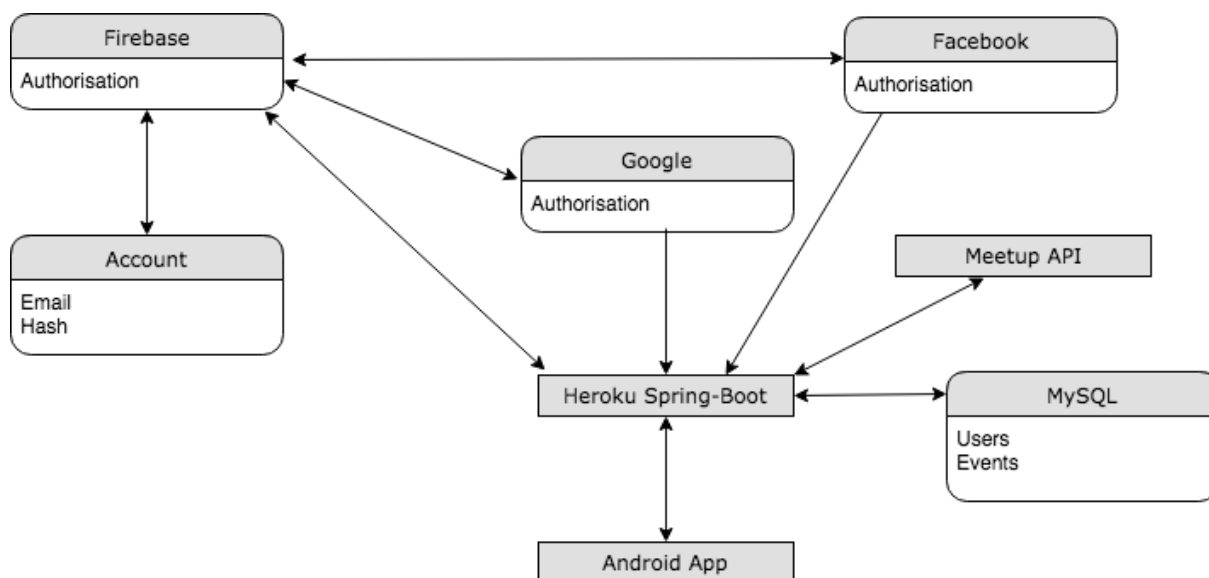 Firebase
Authorisation
Facebook
Authorisation
Google
Authorisation
Account
Email
Hash
Meetup API
Heroku Spring-Boot
MySQL
Users
Events
Android App